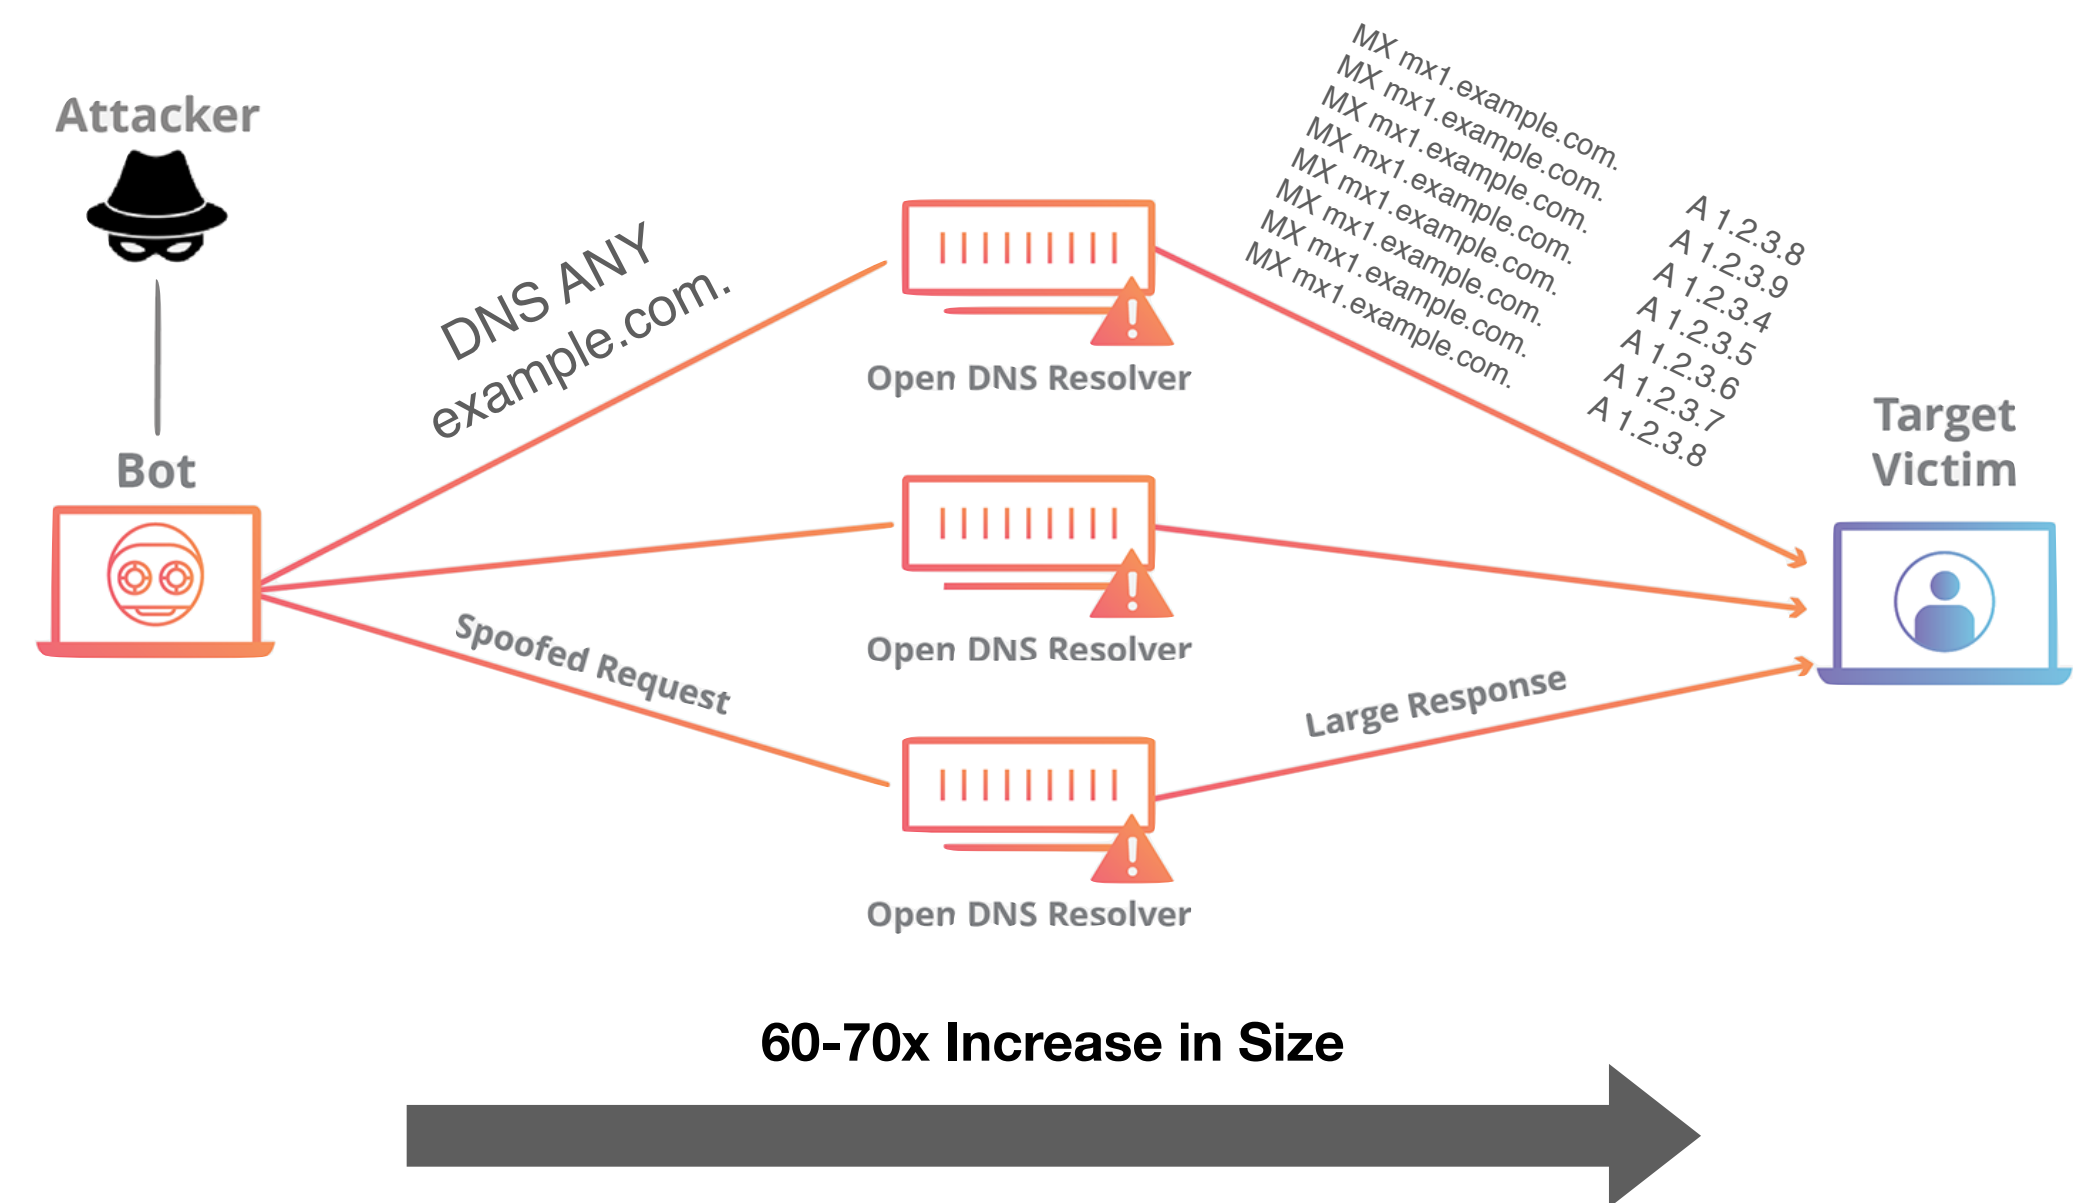 Attacker
Bot
DNS ANY
example.com.
Spoofed Request
Open DNS Resolver
Open DNS Resolver
Open DNS Resolver
MX mx1.example.com.
MX mx1.example.com.
MX mx1.example.com.
MX mx1.example.com.
MX mx1.example.com.
MX mx1.example.com.
MX mx1.example.com.
MX mx1.example.com.
A 1.2.3.8
A 1.2.3.9
A 1.2.3.4
A 1.2.3.5
A 1.2.3.6
A 1.2.3.7
A 1.2.3.8
Large Response
Target
Victim
60-70x Increase in Size